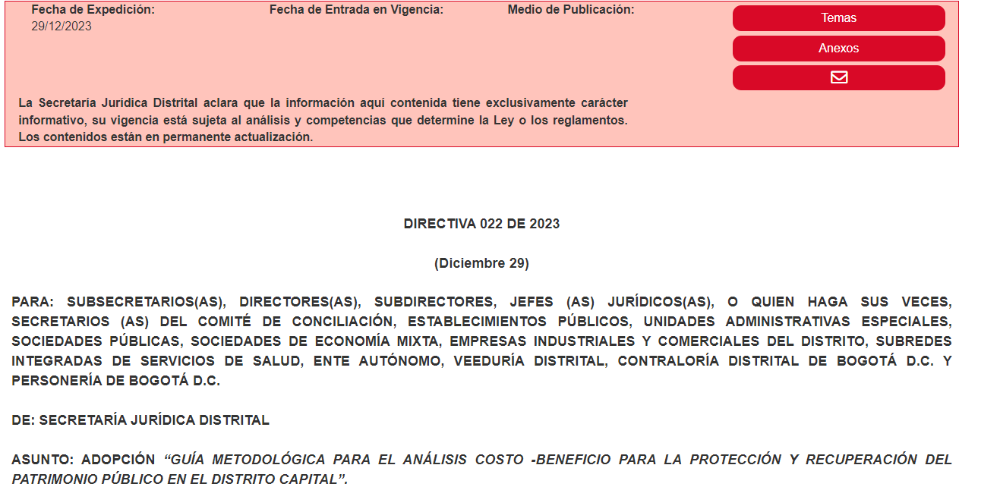 Fecha de Expedición:
29/12/2023
Fecha de Entrada en Vigencia:
Medio de Publicación:
Temas
Anexos
La Secretaría Jurídica Distrital aclara que la información aquí contenida tiene exclusivamente carácter
informativo, su vigencia está sujeta al análisis y competencias que determine la Ley o los reglamentos.
Los contenidos están en permanente actualización.
DIRECTIVA 022 DE 2023
(Diciembre 29)
PARA: SUBSECRETARIOS(AS), DIRECTORES(AS), SUBDIRECTORES, JEFES (AS) JURÍDICOS(AS), O QUIEN HAGA SUS VECES,
SECRETARIOS (AS) DEL COMITÉ DE CONCILIACIÓN, ESTABLECIMIENTOS PÚBLICOS, UNIDADES ADMINISTRATIVAS ESPECIALES,
SOCIEDADES PÚBLICAS, SOCIEDADES DE ECONOMÍA MIXTA, EMPRESAS INDUSTRIALES Y COMERCIALES DEL DISTRITO, SUBREDES
INTEGRADAS DE SERVICIOS DE SALUD, ENTE AUTÓNOMO, VEEDURÍA DISTRITAL, CONTRALORÍA DISTRITAL DE BOGOTÁ D.C. Y
PERSONERÍA DE BOGOTÁ D.C.
DE: SECRETARÍA JURÍDICA DISTRITAL
ASUNTO: ADOPCIÓN “GUÍA METODOLÓGICA PARA EL ANÁLISIS COSTO -BENEFICIO PARA LA PROTECCIÓN Y RECUPERACIÓN DEL
PATRIMONIO PÚBLICO EN EL DISTRITO CAPITAL”.